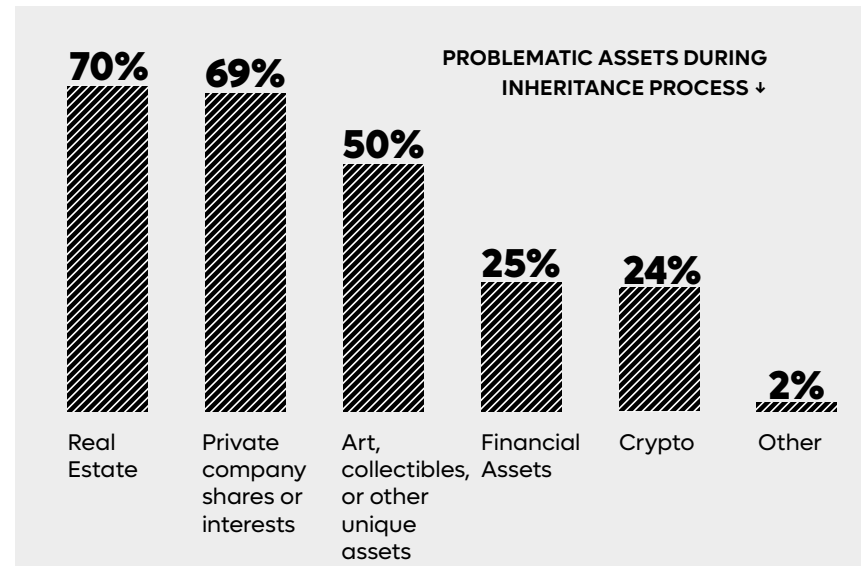 PROBLEMATIC ASSETS DURING
INHERITANCE PROCESS ↓
70%
69%
50%
25%
24%
2%
Real
Estate
Private
company
shares or
interests
Art,
collectibles,
or other
unique
assets
Financial
Assets
Crypto
Other